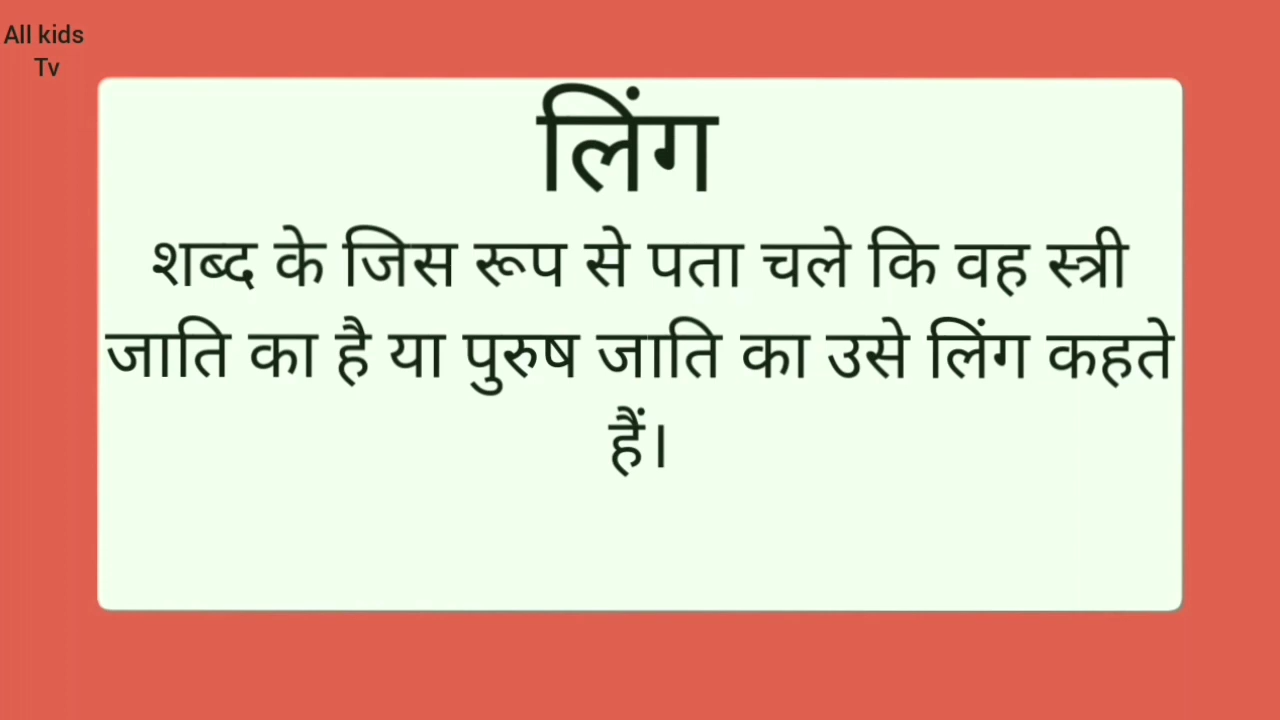 All kids
Tv
लिंग
शब्द के जिस रूप से पता चले कि वह स्त्री
जाति का है या पुरुष जाति का उसे लिंग कहते
हैं।